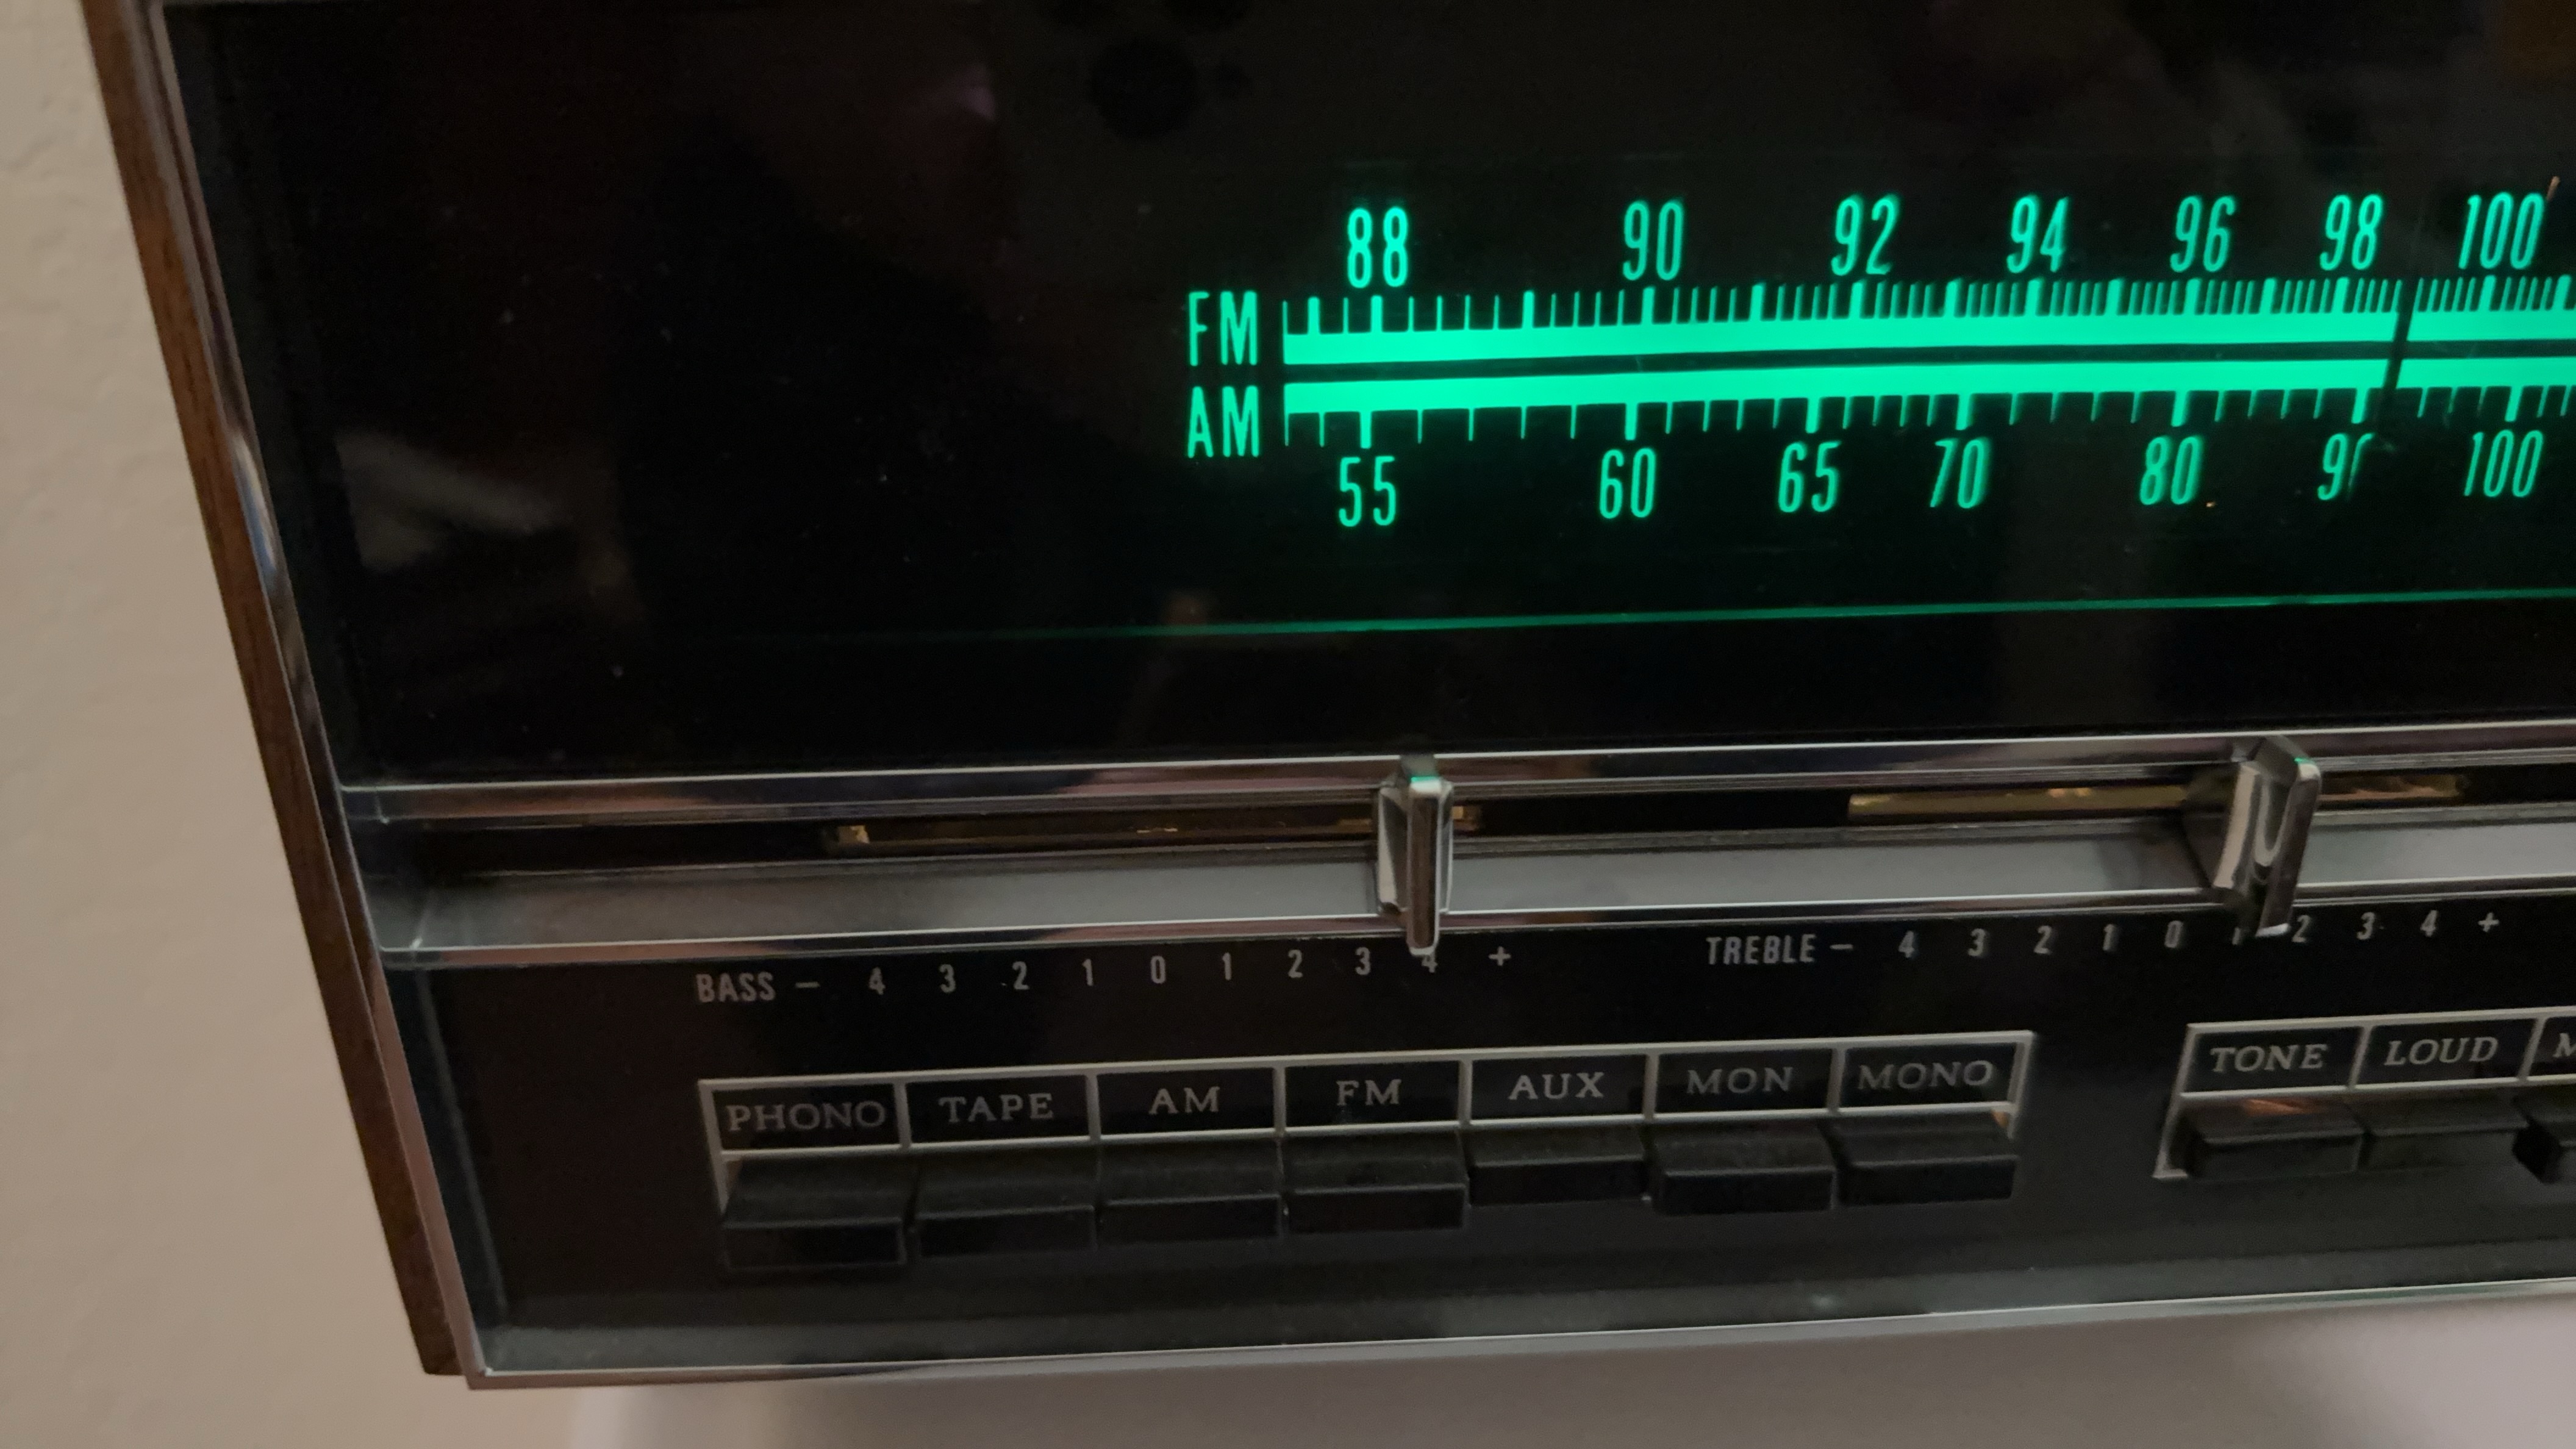 88 90 92 94 96 98 100
FM
AM
55 60 65 70 80 9 100
BASS − 4 3 2 1 0 1 2 3 4 +
TREBLE − 4 3 2 1 0 1 2 3 4 +
PHONO TAPE AM FM AUX MON MONO
TONE LOUD